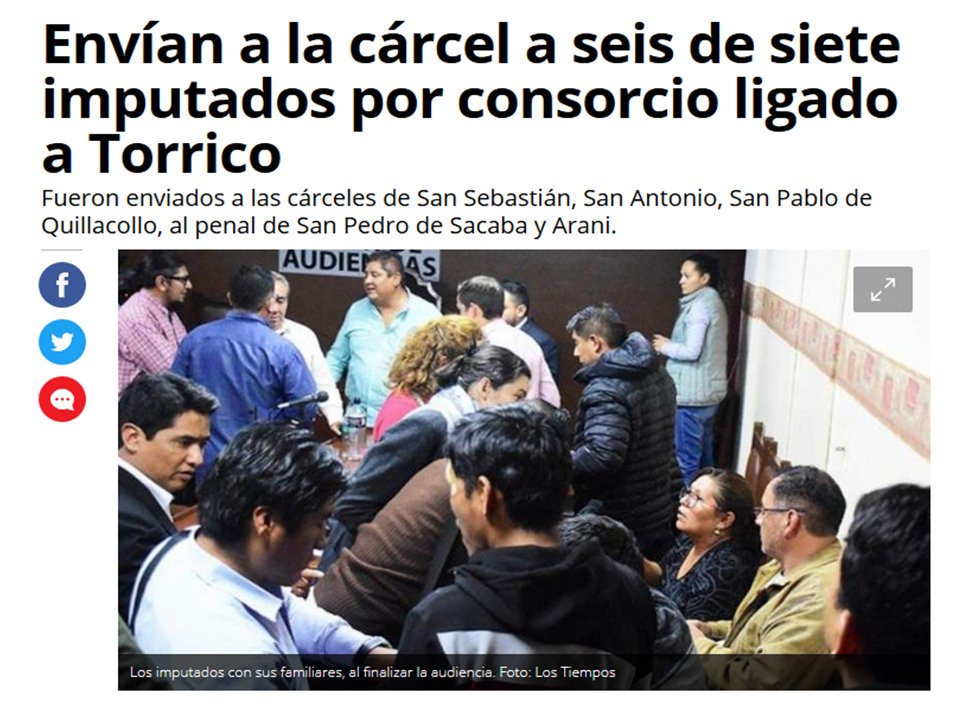 Envían a la cárcel a seis de siete
imputados por consorcio ligado
a Torrico
Fueron enviados a las cárceles de San Sebastián, San Antonio, San Pablo de
Quillacollo, al penal de San Pedro de Sacaba y Arani.
AUDIENCIAS
Los imputados con sus familiares, al finalizar la audiencia. Foto: Los Tiempos